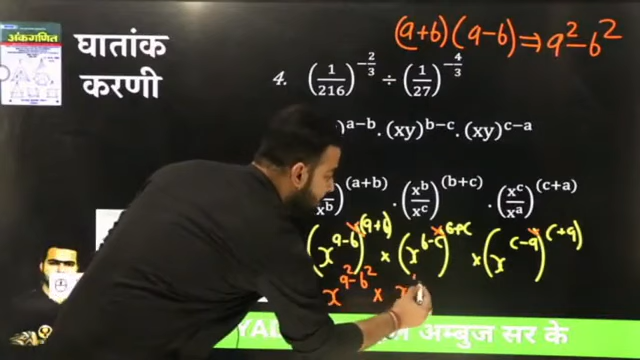 (a+b)(a-b)⇒a²-b²
अंकगणित
घातांक
करणी
4. (1/216)^(-2/3) ÷ (1/27)^(-4/3)
)^(a-b) . (xy)^(b-c) . (xy)^(c-a)
)^(a+b) . (x^b/x^c)^(b+c) . (x^c/x^a)^(c+a)
(x^(a-b))^(a+b) × (x^(b-c))^(b+c) × (x^(c-a))^(c+a)
x^(a²-b²) × x
YA
अम्बुज सर के